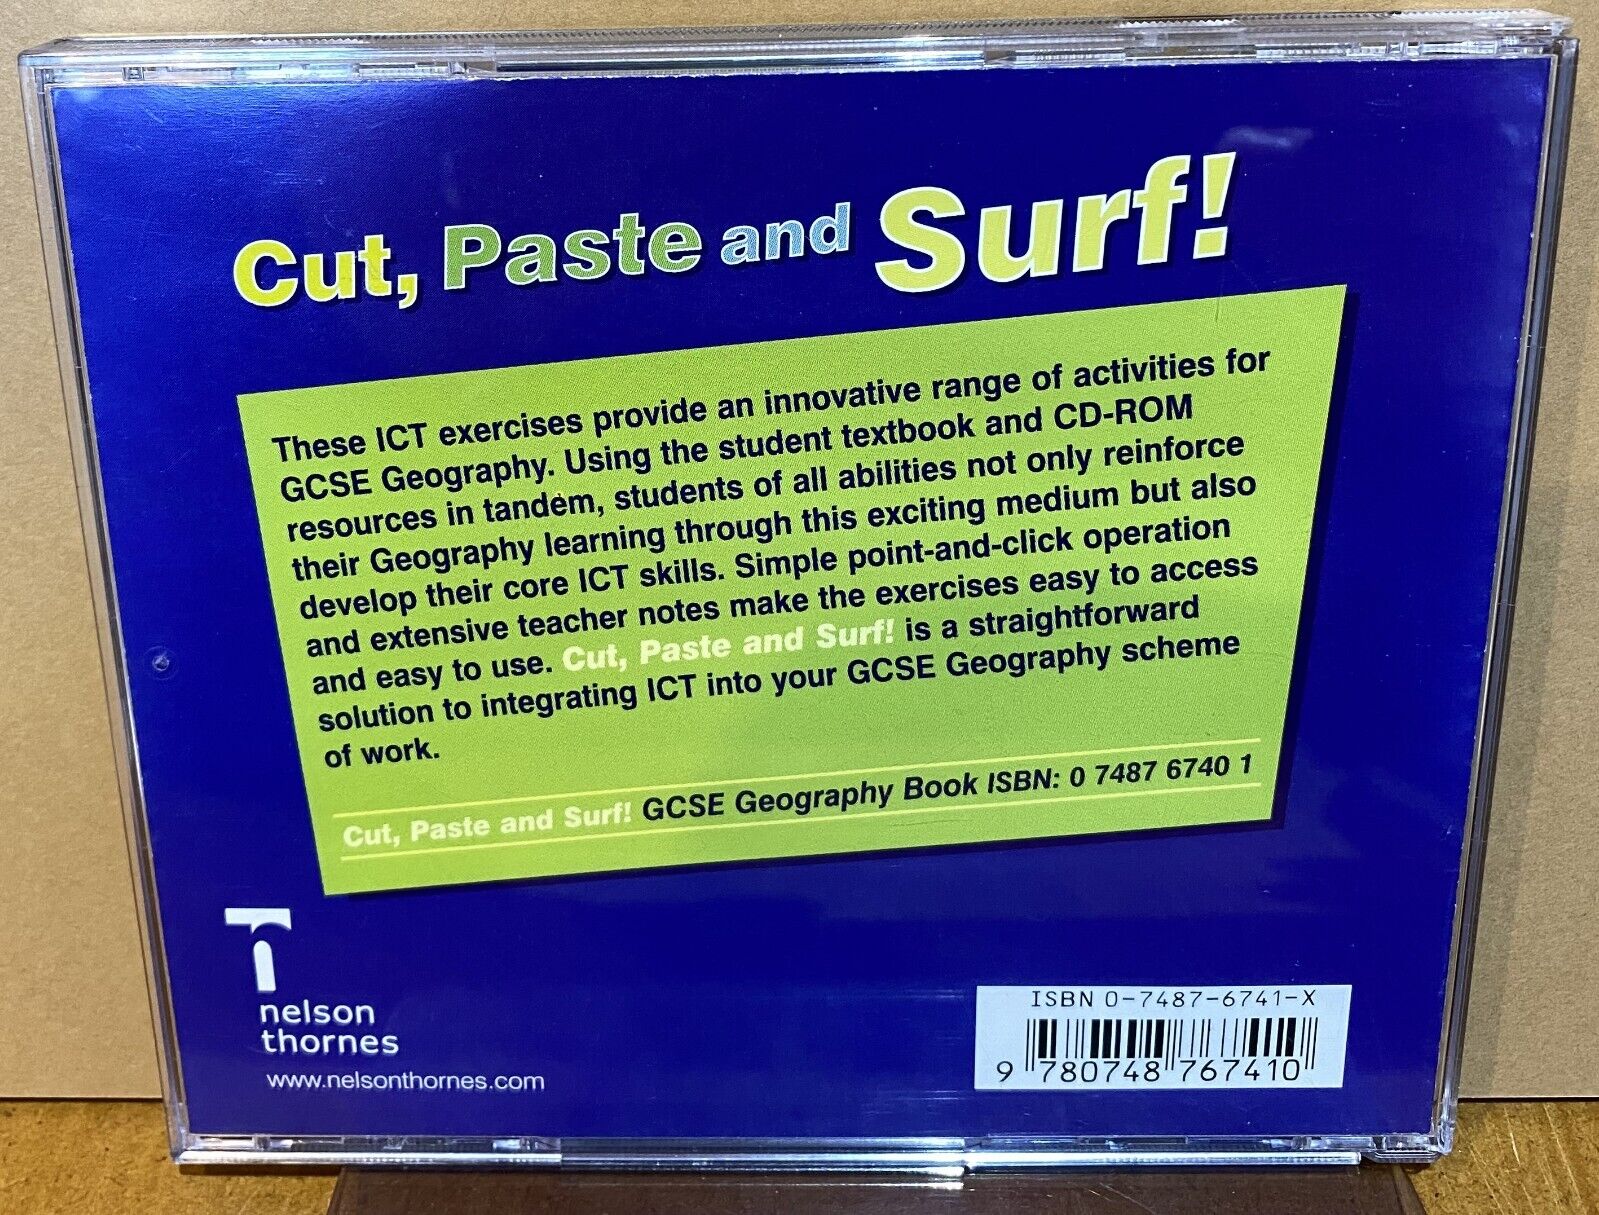 Cut, Paste and Surf!
These ICT exercises provide an innovative range of activities for
GCSE Geography. Using the student textbook and CD-ROM
resources in tandem, students of all abilities not only reinforce
their Geography learning through this exciting medium but also
develop their core ICT skills. Simple point-and-click operation
and extensive teacher notes make the exercises easy to access
and easy to use. Cut, Paste and Surf! is a straightforward
solution to integrating ICT into your GCSE Geography scheme
of work.
Cut, Paste and Surf! GCSE Geography Book ISBN: 0 7487 6740 1
nelson
thornes
www.nelsonthornes.com
ISBN 0-7487-6741-X
9 780748 767410